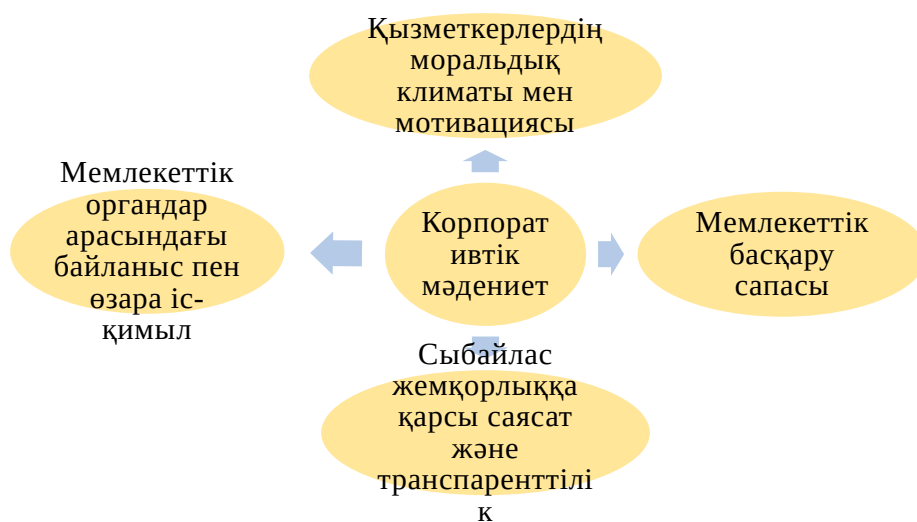 Қызметкерлердің
моральдық
климаты мен
мотивациясы
Мемлекеттік
органдар
арасындағы
байланыс пен
өзара іс-
қимыл
Корпорат
ивтік
мәдениет
Мемлекеттік
басқару
сапасы
Сыбайлас
жемқорлыққа
қарсы саясат
және
транспаренттілі
к